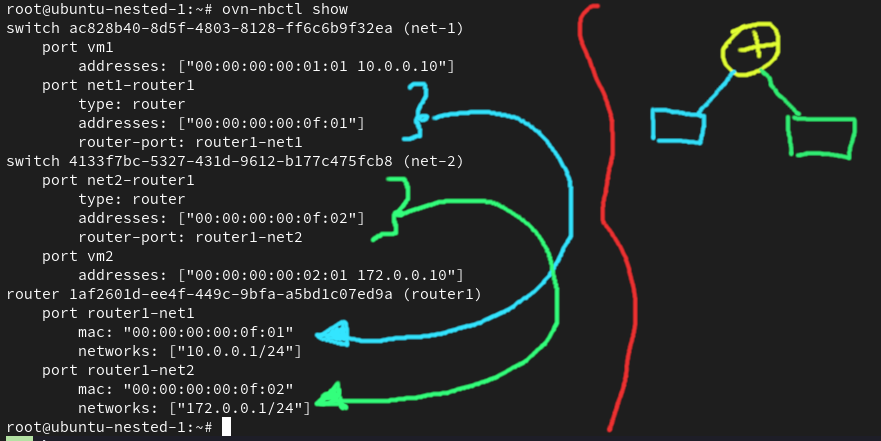 root@ubuntu-nested-1:~# ovn-nbctl show
switch ac828b40-8d5f-4803-8128-ff6c6b9f32ea (net-1)
    port vm1
        addresses: ["00:00:00:00:01:01 10.0.0.10"]
    port net1-router1
        type: router
        addresses: ["00:00:00:00:0f:01"]
        router-port: router1-net1
switch 4133f7bc-5327-431d-9612-b177c475fcb8 (net-2)
    port net2-router1
        type: router
        addresses: ["00:00:00:00:0f:02"]
        router-port: router1-net2
    port vm2
        addresses: ["00:00:00:00:02:01 172.0.0.10"]
router 1af2601d-ee4f-449c-9bfa-a5bd1c07ed9a (router1)
    port router1-net1
        mac: "00:00:00:00:0f:01"
        networks: ["10.0.0.1/24"]
    port router1-net2
        mac: "00:00:00:00:0f:02"
        networks: ["172.0.0.1/24"]
root@ubuntu-nested-1:~#